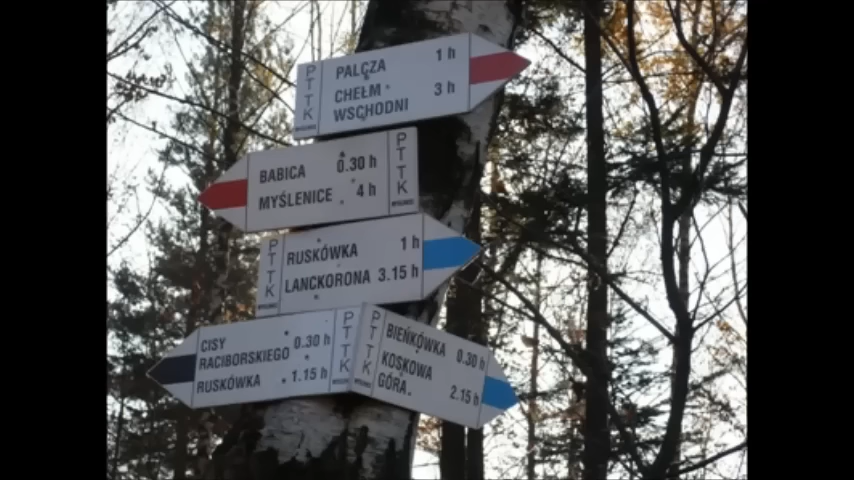 PTTK
PALCZA 1 h
CHEŁM WSCHODNI 3 h
BABICA 0.30 h
MYŚLENICE 4 h
PTTK
PTTK
RUSKÓWKA 1 h
LANCKORONA 3.15 h
CISY RACIBORSKIEGO 0.30 h
RUSKÓWKA 1.15 h
PTTK
PTTK
BIEŃKÓWKA 0.30 h
KOSKOWA GÓRA 2.15 h